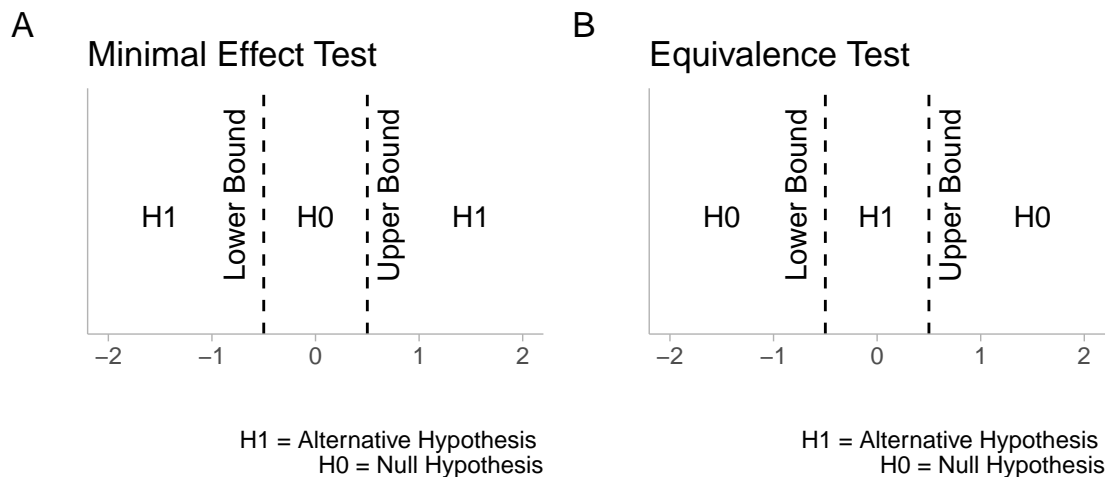 A
Minimal Effect Test
Lower Bound
Upper Bound
H1
H0
H1
−2
−1
0
1
2
H1 = Alternative Hypothesis
H0 = Null Hypothesis
B
Equivalence Test
Lower Bound
Upper Bound
H0
H1
H0
−2
−1
0
1
2
H1 = Alternative Hypothesis
H0 = Null Hypothesis